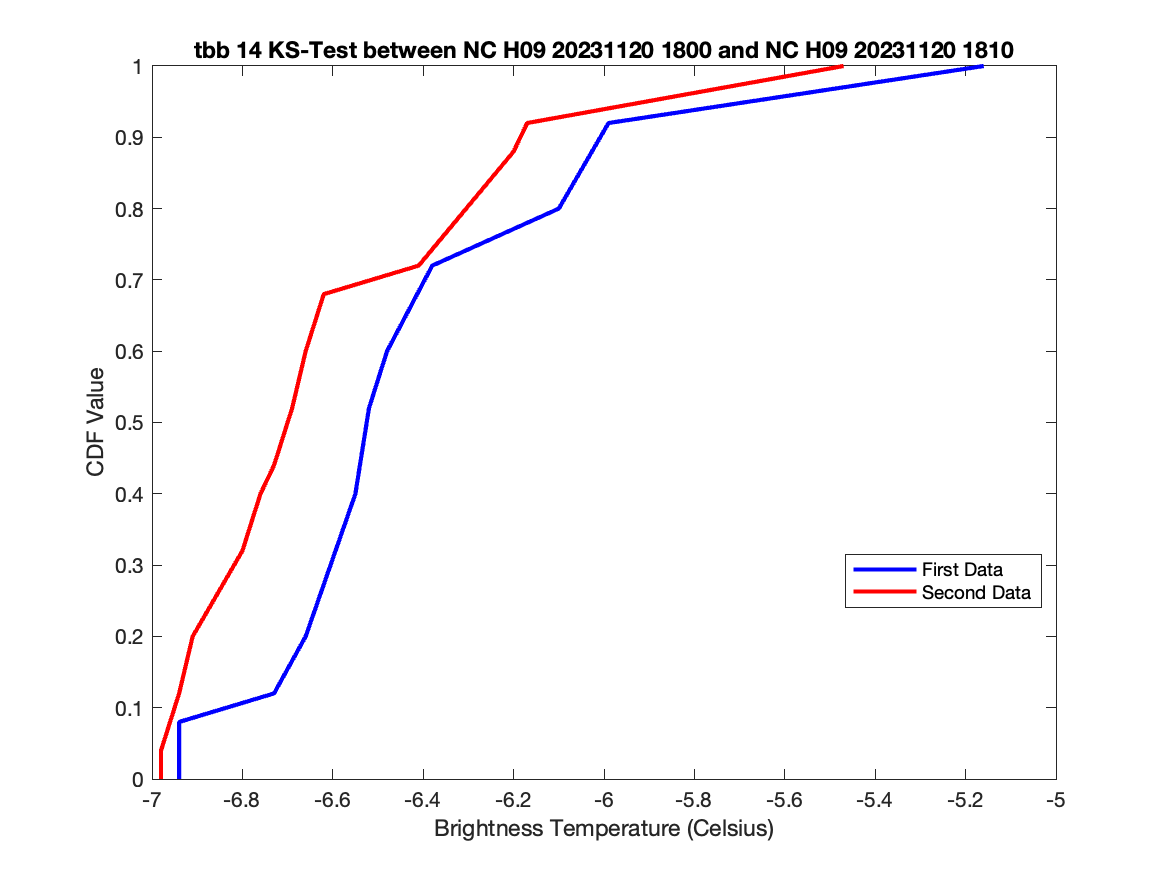 tbb 14 KS-Test between NC H09 20231120 1800 and NC H09 20231120 1810
1
0.9
0.8
0.7
0.6
0.5
0.4
0.3
0.2
0.1
0
CDF Value
First Data
Second Data
-7 -6.8 -6.6 -6.4 -6.2 -6 -5.8 -5.6 -5.4 -5.2 -5
Brightness Temperature (Celsius)